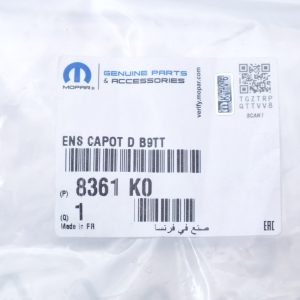 MOPAR
GENUINE PARTS
& ACCESSORIES
verify.mopar.com
TGZTRP
QTTVVB
SCAN!
ENS CAPOT D B9TT
(P) 8361 K0
(Q) 1
Made in FR
صنع في فرنسا
EAC